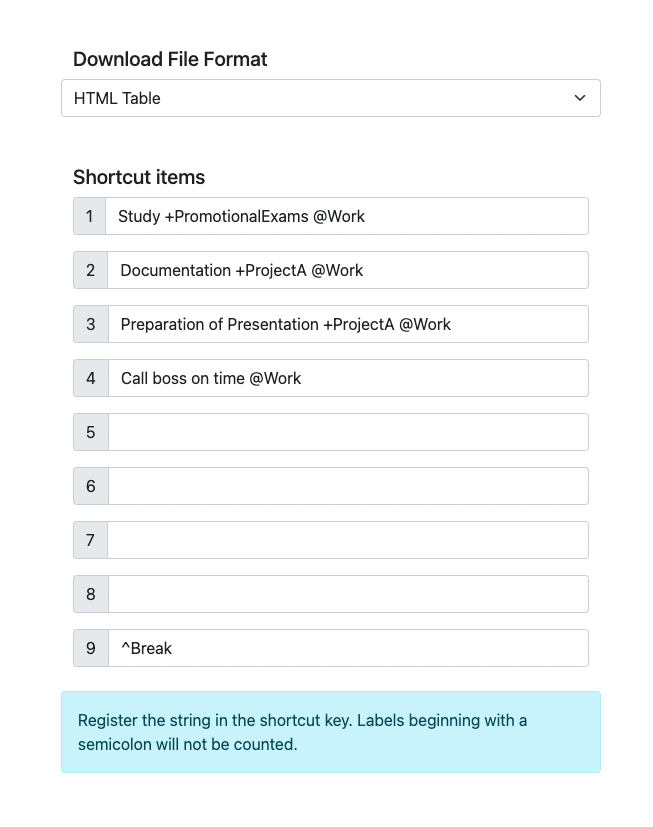 Download File Format
HTML Table
Shortcut items
1 Study +PromotionalExams @Work
2 Documentation +ProjectA @Work
3 Preparation of Presentation +ProjectA @Work
4 Call boss on time @Work
5
6
7
8
9 ^Break
Register the string in the shortcut key. Labels beginning with a
semicolon will not be counted.